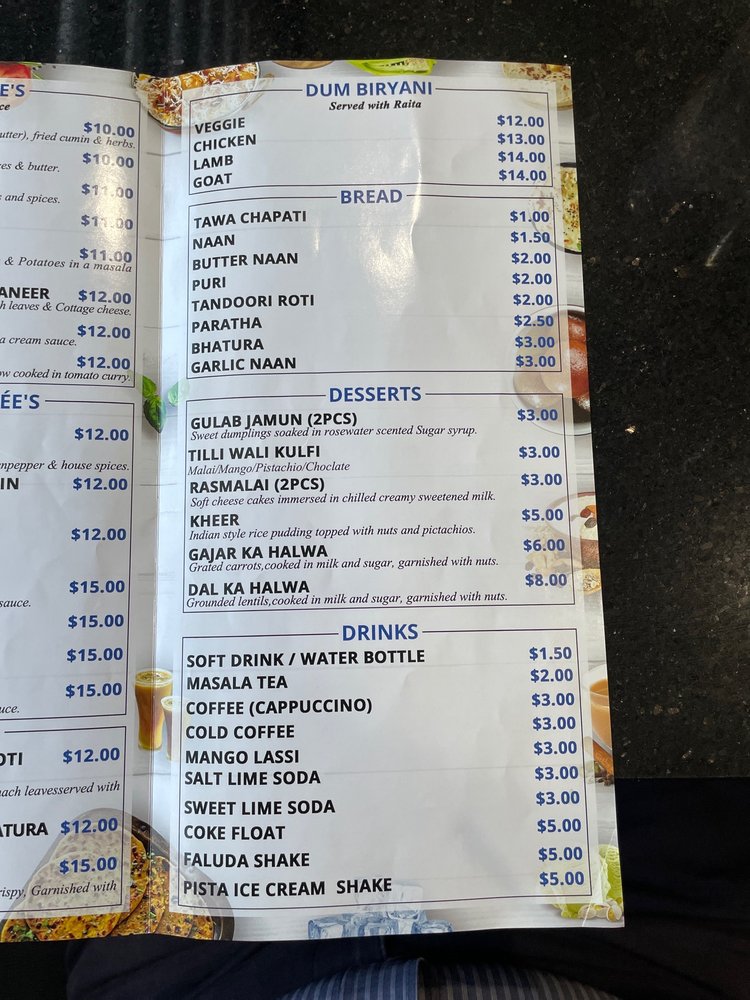 E'S
ce
$10.00
utter), fried cumin & herbs.
$10.00
es & butter.
$11.00
s and spices.
$11.00
$11.00
& Potatoes in a masala
ANEER $12.00
h leaves & Cottage cheese.
$12.00
a cream sauce.
$12.00
ow cooked in tomato curry.
ÉE'S
$12.00
npepper & house spices.
IN $12.00
$12.00
$15.00
sauce.
$15.00
$15.00
$15.00
uce.
OTI $12.00
nach leavesserved with
ATURA $12.00
$15.00
rispy, Garnished with
DUM BIRYANI
Served with Raita
VEGGIE $12.00
CHICKEN $13.00
LAMB $14.00
GOAT $14.00
BREAD
TAWA CHAPATI $1.00
NAAN $1.50
BUTTER NAAN $2.00
PURI $2.00
TANDOORI ROTI $2.00
PARATHA $2.50
BHATURA $3.00
GARLIC NAAN $3.00
DESSERTS
GULAB JAMUN (2PCS) $3.00
Sweet dumplings soaked in rosewater scented Sugar syrup.
TILLI WALI KULFI $3.00
Malai/Mango/Pistachio/Choclate
RASMALAI (2PCS) $3.00
Soft cheese cakes immersed in chilled creamy sweetened milk.
KHEER $5.00
Indian style rice pudding topped with nuts and pictachios.
GAJAR KA HALWA $6.00
Grated carrots,cooked in milk and sugar, garnished with nuts.
DAL KA HALWA $8.00
Grounded lentils,cooked in milk and sugar, garnished with nuts.
DRINKS
SOFT DRINK / WATER BOTTLE $1.50
MASALA TEA $2.00
COFFEE (CAPPUCCINO) $3.00
COLD COFFEE $3.00
MANGO LASSI $3.00
SALT LIME SODA $3.00
SWEET LIME SODA $3.00
COKE FLOAT $5.00
FALUDA SHAKE $5.00
PISTA ICE CREAM SHAKE $5.00